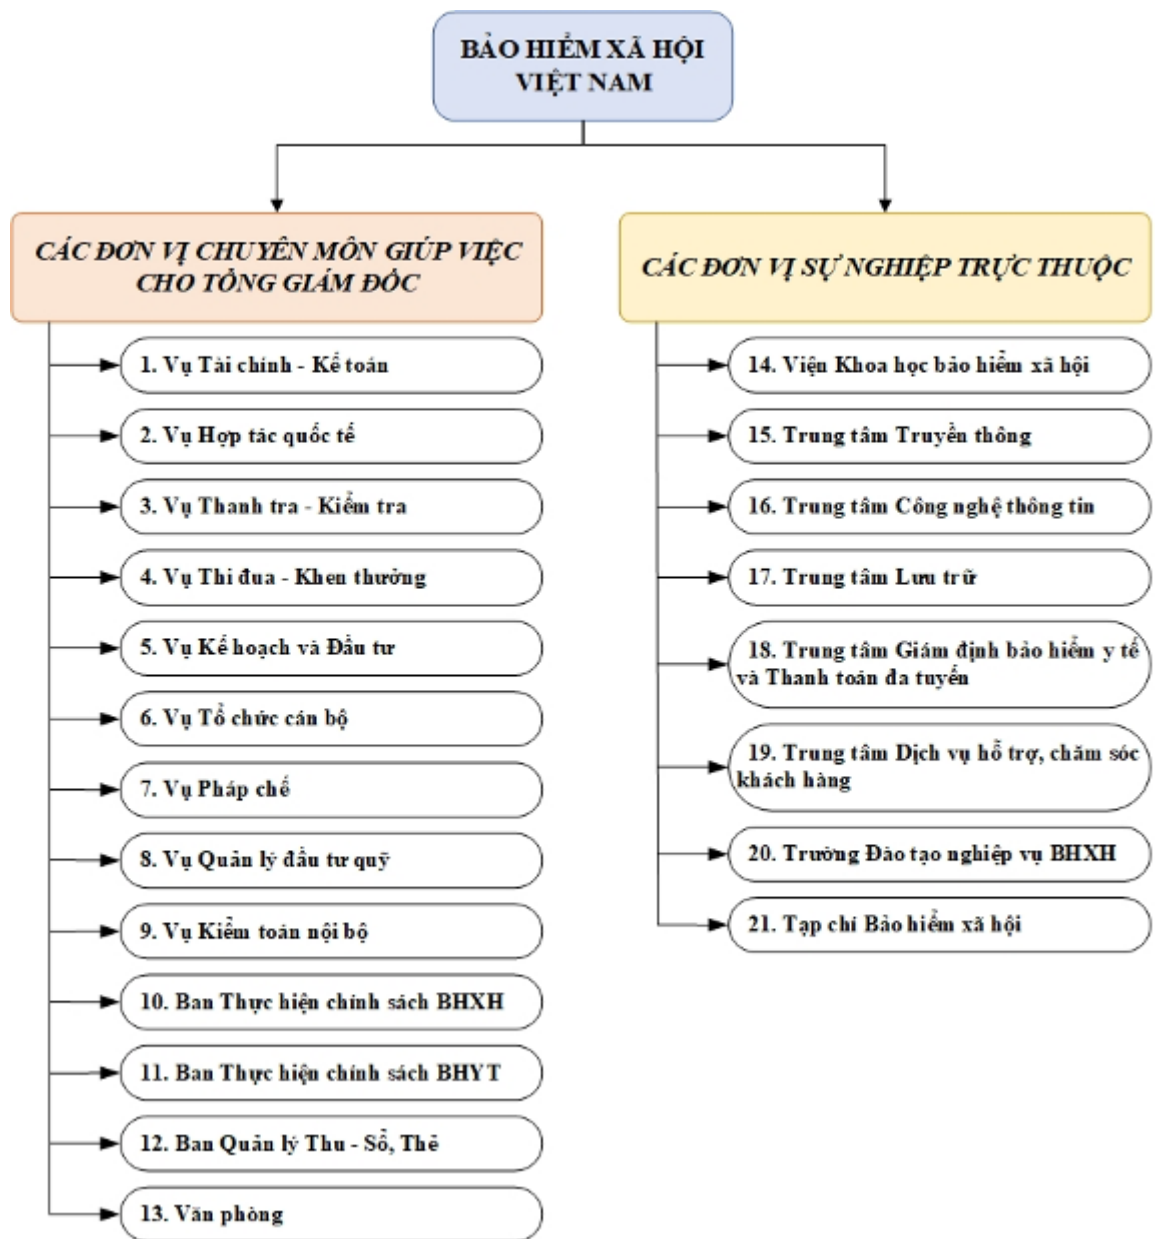 BẢO HIỂM XÃ HỘI
VIỆT NAM
CÁC ĐƠN VỊ CHUYÊN MÔN GIÚP VIỆC
CHO TỔNG GIÁM ĐỐC
1. Vụ Tài chính - Kế toán
2. Vụ Hợp tác quốc tế
3. Vụ Thanh tra - Kiểm tra
4. Vụ Thi đua - Khen thưởng
5. Vụ Kế hoạch và Đầu tư
6. Vụ Tổ chức cán bộ
7. Vụ Pháp chế
8. Vụ Quản lý đầu tư quỹ
9. Vụ Kiểm toán nội bộ
10. Ban Thực hiện chính sách BHXH
11. Ban Thực hiện chính sách BHYT
12. Ban Quản lý Thu - Sổ, Thẻ
13. Văn phòng
CÁC ĐƠN VỊ SỰ NGHIỆP TRỰC THUỘC
14. Viện Khoa học bảo hiểm xã hội
15. Trung tâm Truyền thông
16. Trung tâm Công nghệ thông tin
17. Trung tâm Lưu trữ
18. Trung tâm Giám định bảo hiểm y tế
và Thanh toán đa tuyến
19. Trung tâm Dịch vụ hỗ trợ, chăm sóc
khách hàng
20. Trường Đào tạo nghiệp vụ BHXH
21. Tạp chí Bảo hiểm xã hội